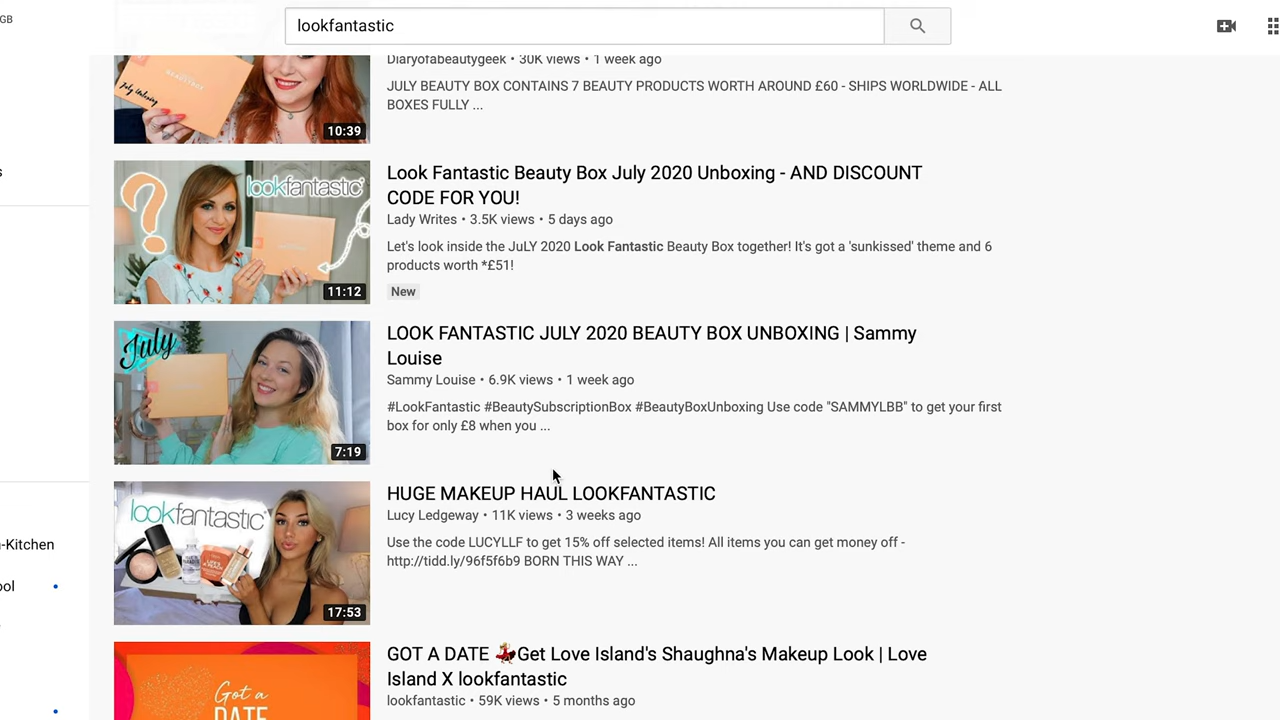 GB
lookfantastic
Diaryofabeautygeek • 30K views • 1 week ago
JULY BEAUTY BOX CONTAINS 7 BEAUTY PRODUCTS WORTH AROUND £60 - SHIPS WORLDWIDE - ALL
BOXES FULLY ...
July Unboxing
10:39
lookfantastic
11:12
Look Fantastic Beauty Box July 2020 Unboxing - AND DISCOUNT
CODE FOR YOU!
Lady Writes • 3.5K views • 5 days ago
Let's look inside the JuLY 2020 Look Fantastic Beauty Box together! It's got a 'sunkissed' theme and 6
products worth *£51!
New
s
July
7:19
LOOK FANTASTIC JULY 2020 BEAUTY BOX UNBOXING | Sammy
Louise
Sammy Louise • 6.9K views • 1 week ago
#LookFantastic #BeautySubscriptionBox #BeautyBoxUnboxing Use code "SAMMYLBB" to get your first
box for only £8 when you ...
lookfantastic
17:53
HUGE MAKEUP HAUL LOOKFANTASTIC
Lucy Ledgeway • 11K views • 3 weeks ago
Use the code LUCYLLF to get 15% off selected items! All items you can get money off -
http://tidd.ly/96f5f6b9 BORN THIS WAY ...
-Kitchen
ool
Got a
DATE
GOT A DATE 💃Get Love Island's Shaughna's Makeup Look | Love
Island X lookfantastic
lookfantastic • 59K views • 5 months ago